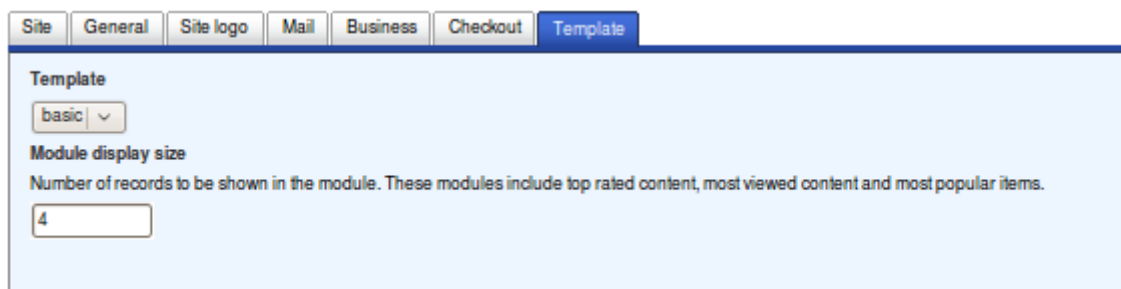 Site General Site logo Mail Business Checkout Template
Template
basic
Module display size
Number of records to be shown in the module. These modules include top rated content, most viewed content and most popular items.
4